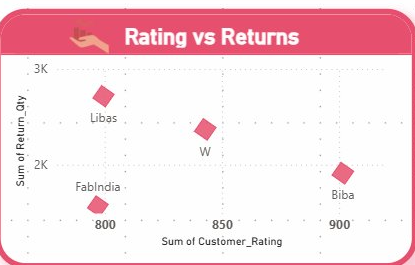 Rating vs Returns
3K
Sum of Return_Qty
Libas
W
2K
FabIndia
Biba
800 850 900
Sum of Customer_Rating